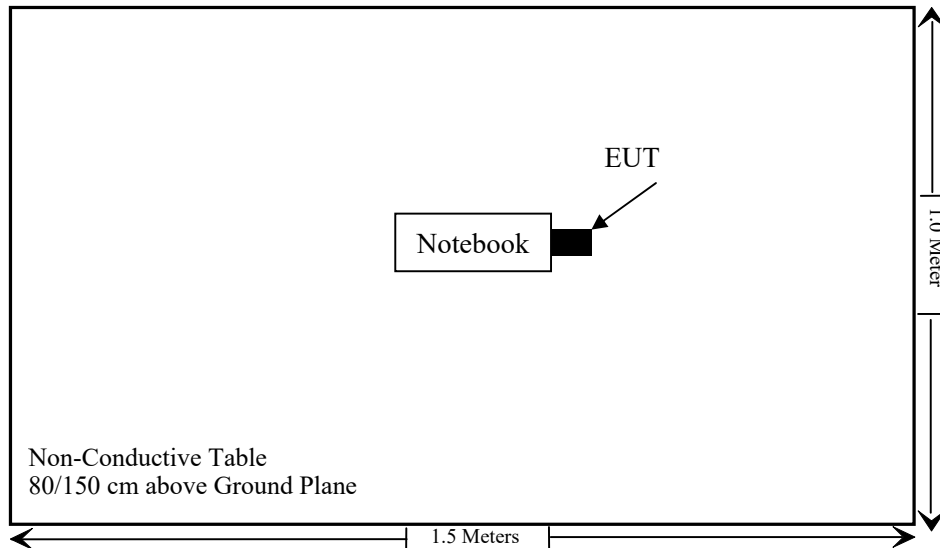 EUT
Notebook
1.0 Meter
Non-Conductive Table
80/150 cm above Ground Plane
1.5 Meters